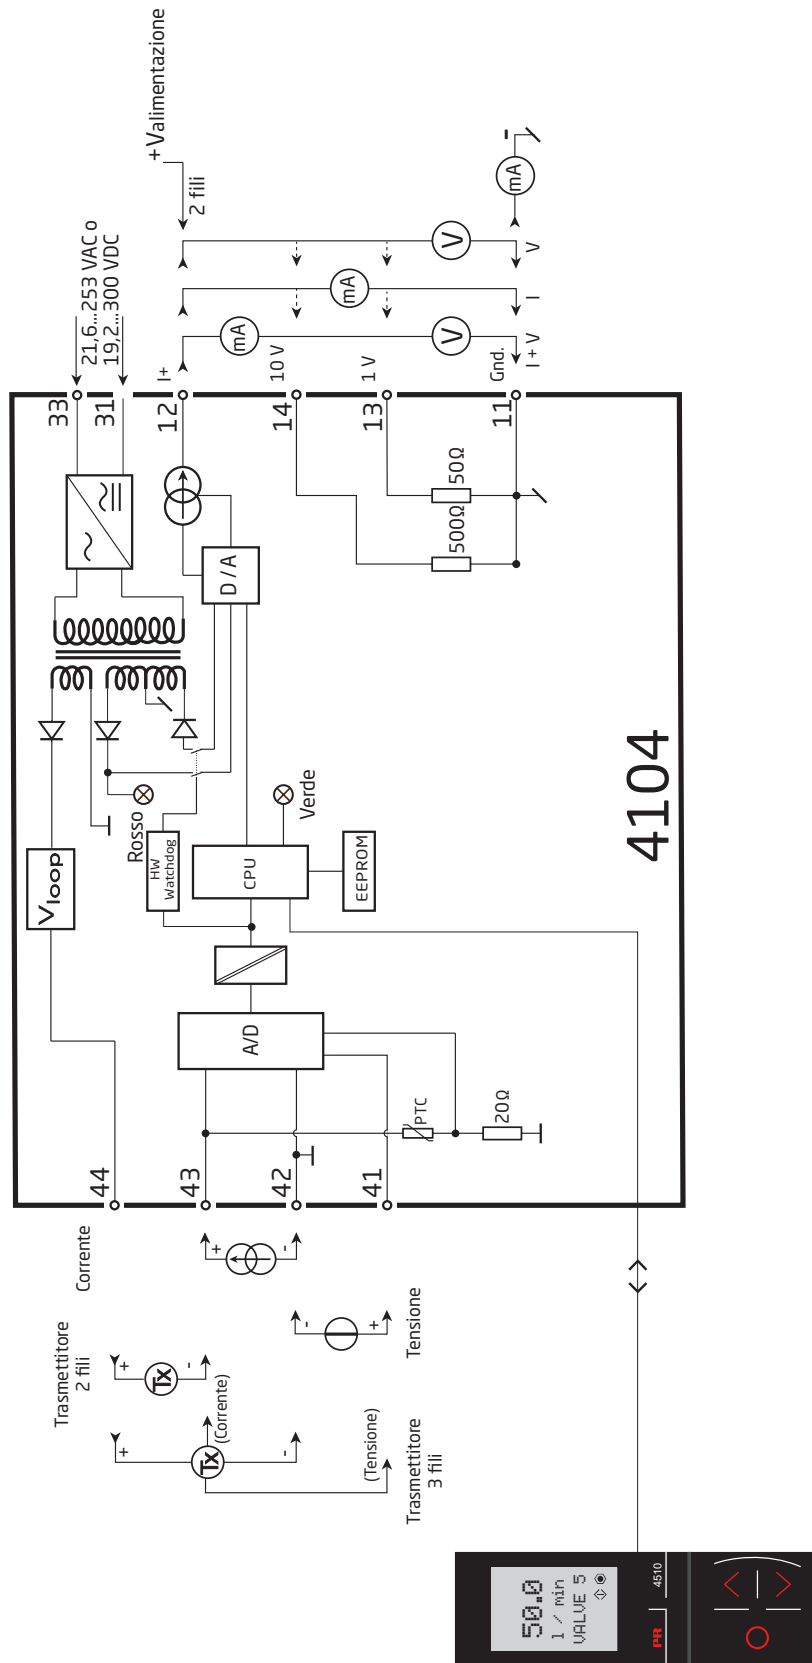 Trasmettitore
3 fili
(Tensione)
(Corrente)
Tx
+
-
Trasmettitore
2 fili
Tx
+
-
Tensione
-
+
Corrente
+
-
44
43
42
41
PTC
20Ω
A/D
Vloop
HW
Watchdog
CPU
EEPROM
Rosso
Verde
D / A
500Ω
50Ω
4104
33
31
12
14
13
11
21,6...253 VAC o
19,2...300 VDC
I+
10 V
1 V
Gnd.
mA
V
I + V
mA
I
V
V
+Valimentazione
2 fili
mA
-
50.0
l / min
VALVE 5
PR
4510